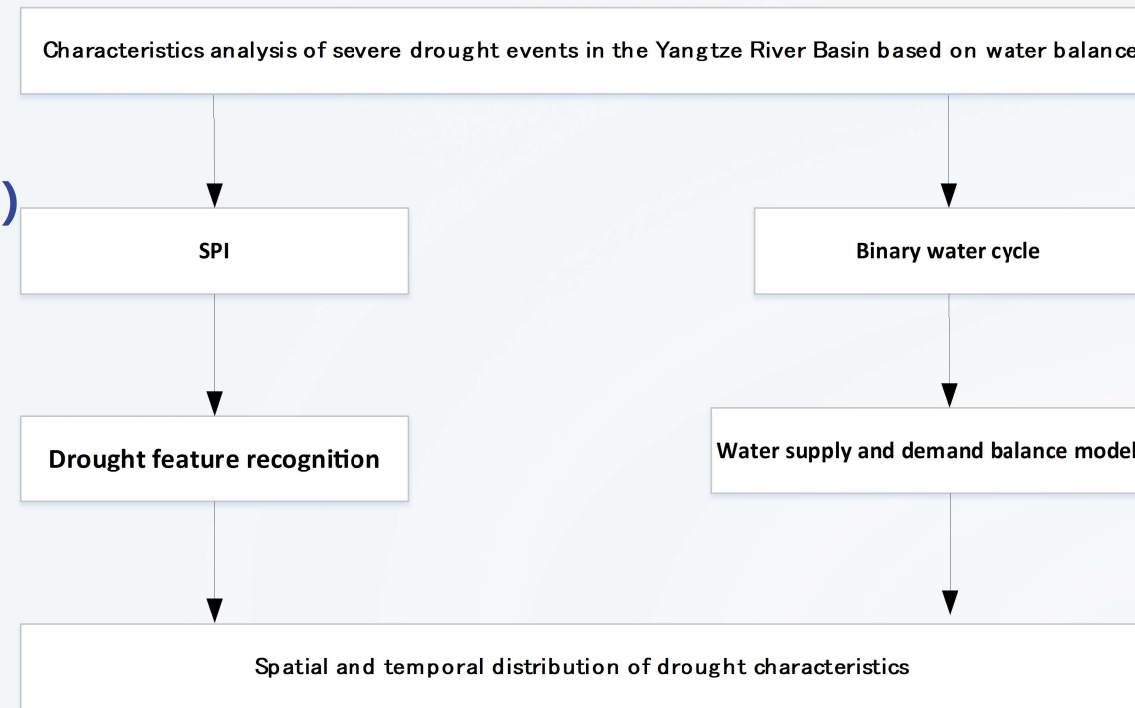 Characteristics analysis of severe drought events in the Yangtze River Basin based on water balance
)
SPI
Binary water cycle
Drought feature recognition
Water supply and demand balance model
Spatial and temporal distribution of drought characteristics